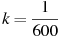 k = 1/600